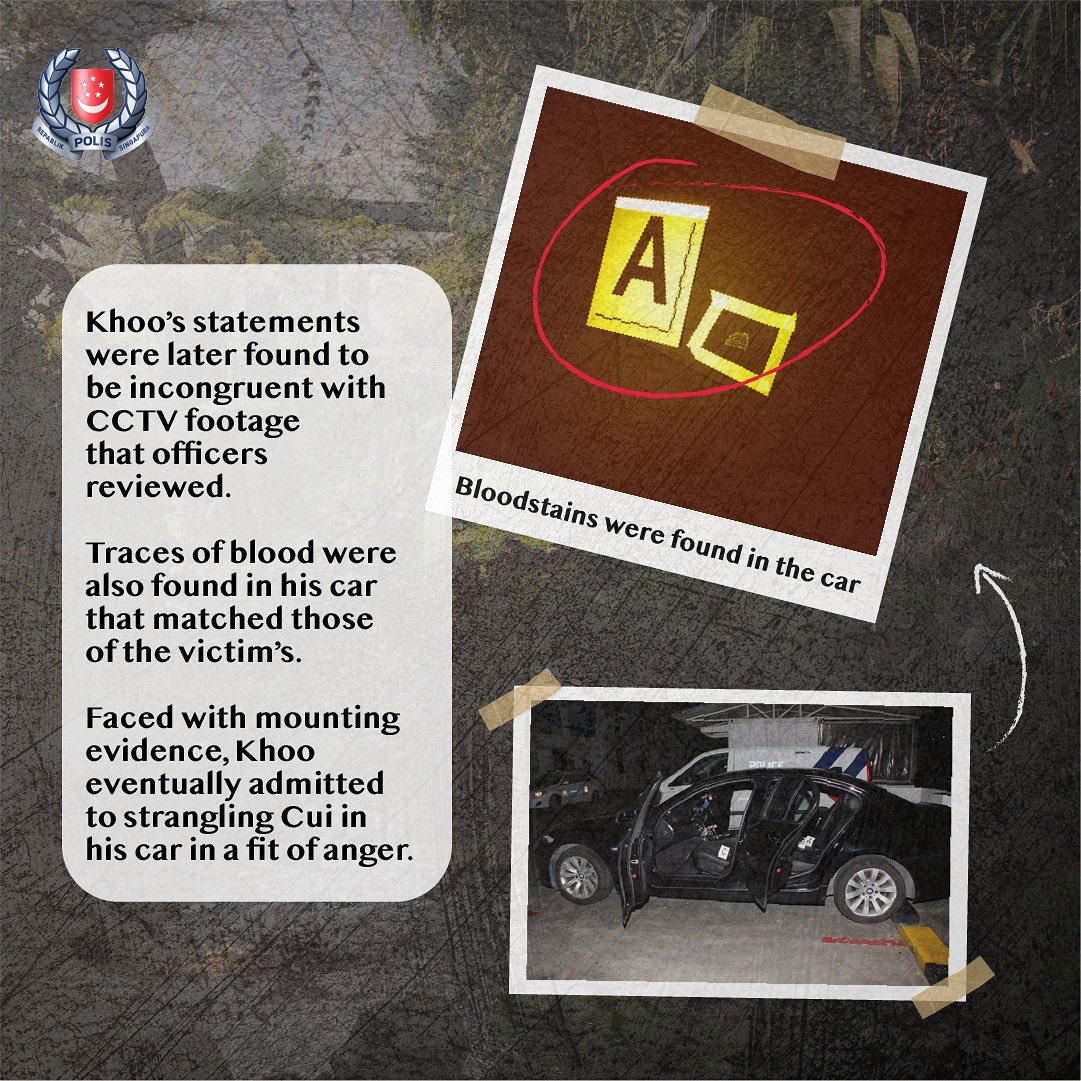 REPABLIK POLIS SINGAPURA
Khoo’s statements
were later found to
be incongruent with
CCTV footage
that officers
reviewed.
Traces of blood were
also found in his car
that matched those
of the victim’s.
Faced with mounting
evidence, Khoo
eventually admitted
to strangling Cui in
his car in a fit of anger.
A
Bloodstains were found in the car
POLICE